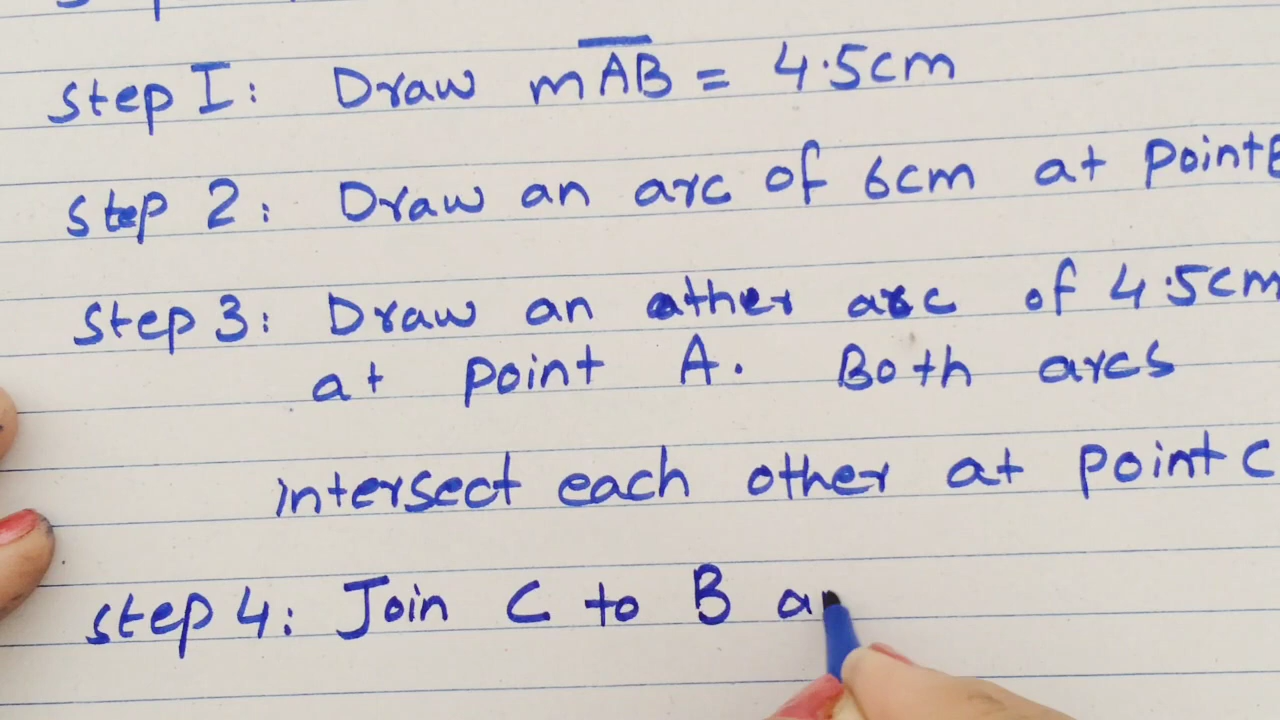 Step I: Draw mAB = 4.5cm
Step 2: Draw an arc of 6cm at point B
Step 3: Draw an other arc of 4.5cm
at point A. Both arcs
intersect each other at point C
Step 4: Join C to B a